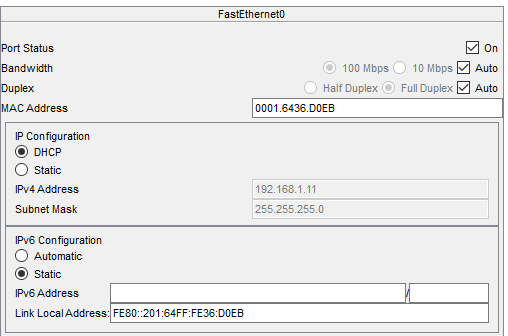 FastEthernet0
Port Status On
Bandwidth 100 Mbps 10 Mbps Auto
Duplex Half Duplex Full Duplex Auto
MAC Address 0001.6436.D0EB
IP Configuration
DHCP
Static
IPv4 Address 192.168.1.11
Subnet Mask 255.255.255.0
IPv6 Configuration
Automatic
Static
IPv6 Address /
Link Local Address: FE80::201:64FF:FE36:D0EB